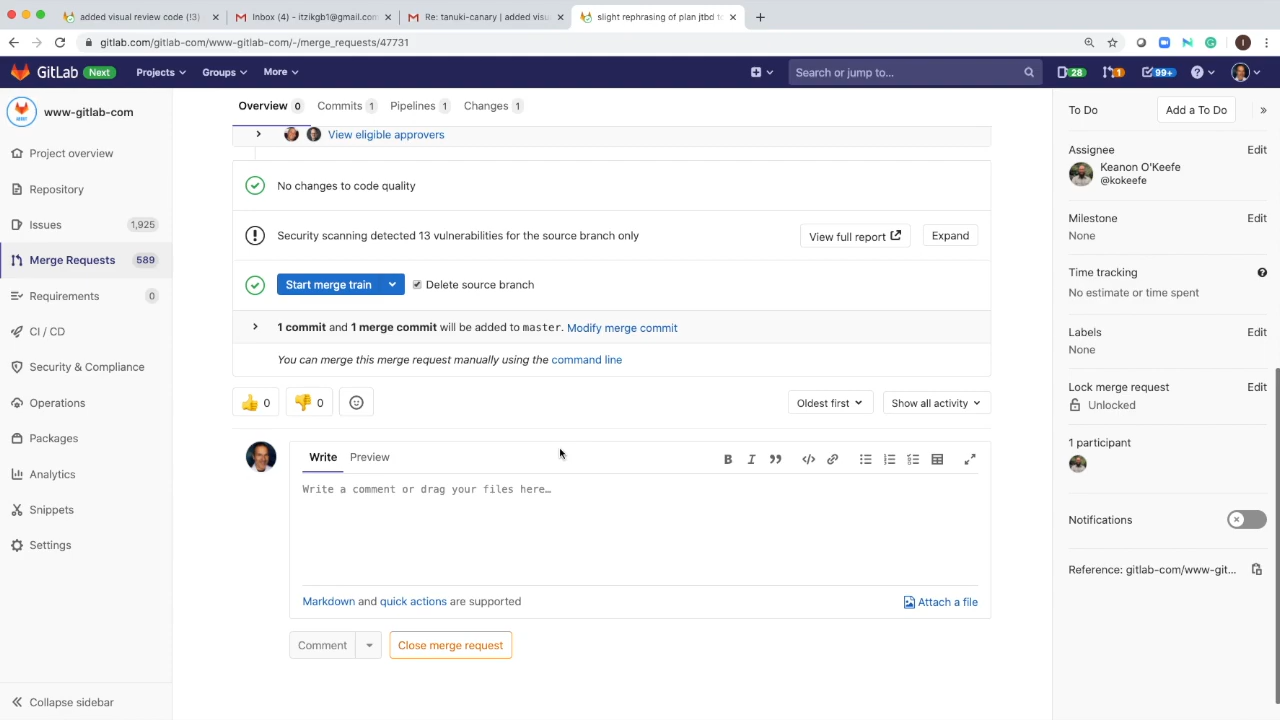 added visual review code (!3)
Inbox (4) - itzikgb1@gmail.com
Re: tanuki-canary | added visu
slight rephrasing of plan jtbd to
gitlab.com/gitlab-com/www-gitlab-com/-/merge_requests/47731
GitLab Next Projects Groups More Search or jump to... 28 1 99+
www-gitlab-com
Project overview
Repository
Issues 1,925
Merge Requests 589
Requirements 0
CI / CD
Security & Compliance
Operations
Packages
Analytics
Snippets
Settings
Collapse sidebar
Overview 0 Commits 1 Pipelines 1 Changes 1
View eligible approvers
No changes to code quality
Security scanning detected 13 vulnerabilities for the source branch only View full report Expand
Start merge train Delete source branch
1 commit and 1 merge commit will be added to master. Modify merge commit
You can merge this merge request manually using the command line
0 0 Oldest first Show all activity
Write Preview
Write a comment or drag your files here…
Markdown and quick actions are supported Attach a file
Comment Close merge request
To Do Add a To Do
Assignee Edit
Keanon O'Keefe
@kokeefe
Milestone Edit
None
Time tracking
No estimate or time spent
Labels Edit
None
Lock merge request Edit
Unlocked
1 participant
Notifications
Reference: gitlab-com/www-git...